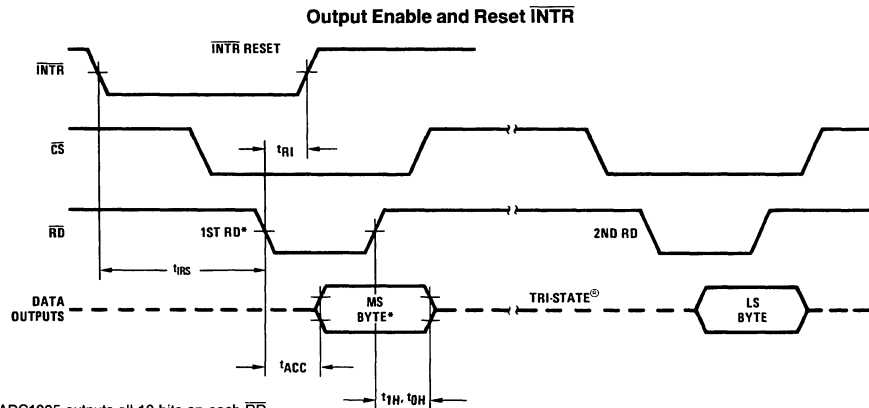 Output Enable and Reset INTR
INTR
INTR RESET
CS
tRI
RD
1ST RD*
2ND RD
tIRS
DATA
OUTPUTS
MS
BYTE*
TRI-STATE®
LS
BYTE
tACC
t1H, t0H